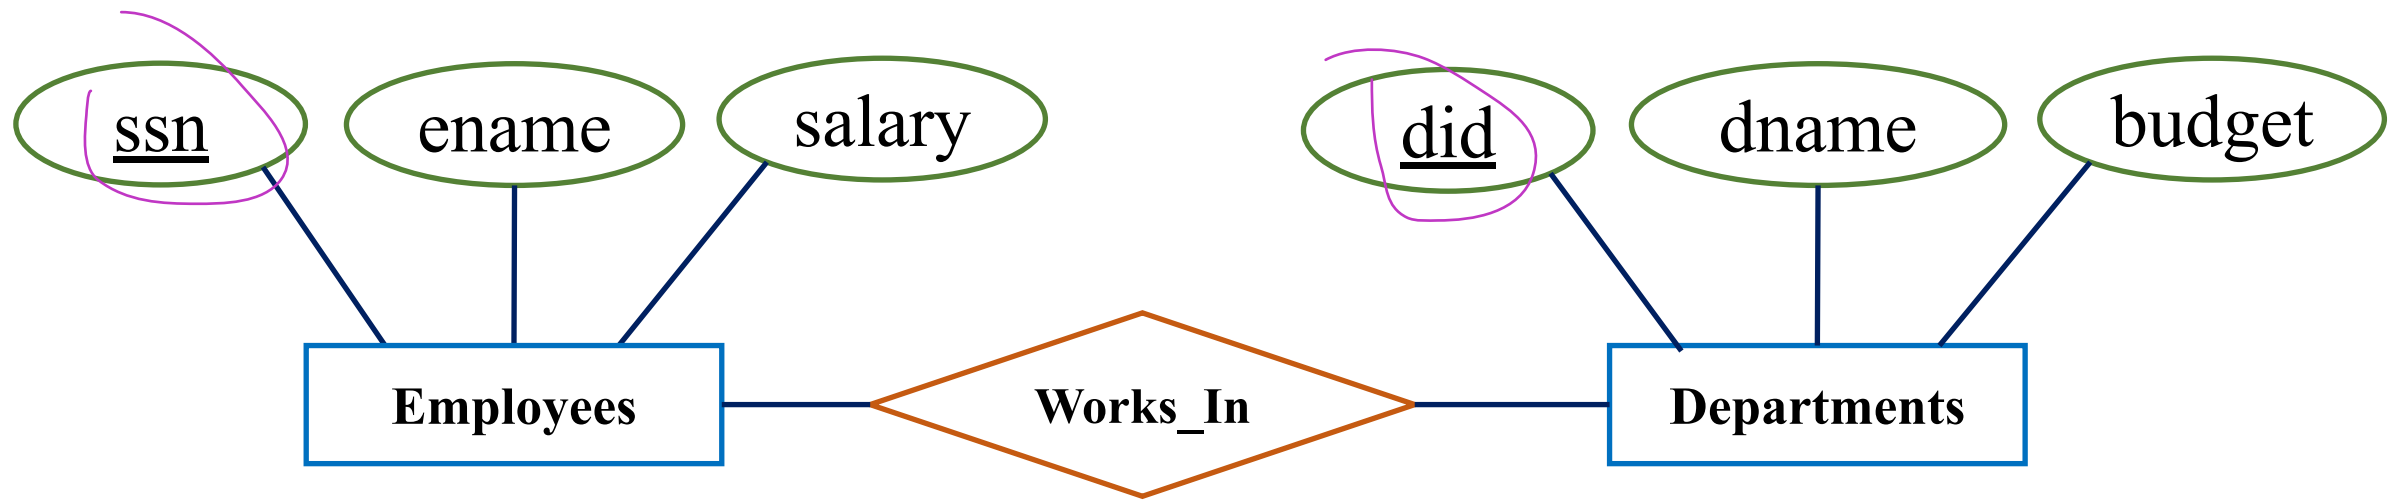 ssn ename salary did dname budget
Employees Works_In Departments